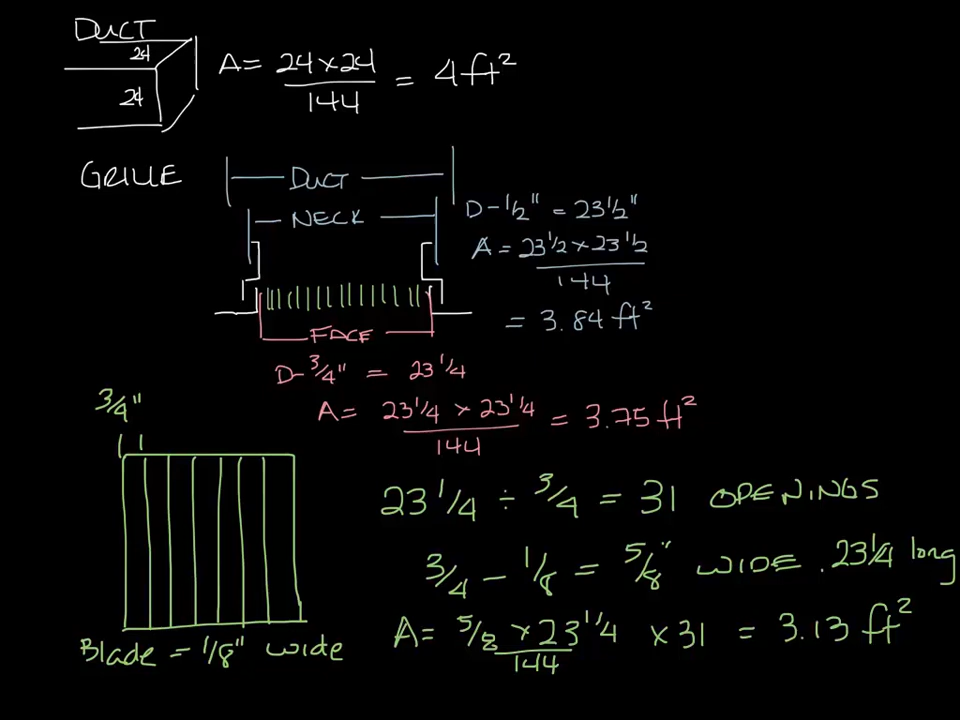 DUCT
24
24
A = 24 x 24 / 144 = 4 ft²
GRILLE
DUCT
NECK
D - 1/2" = 23 1/2"
A = 23 1/2 x 23 1/2 / 144
= 3.84 ft²
FACE
D - 3/4" = 23 1/4
A = 23 1/4 x 23 1/4 / 144 = 3.75 ft²
3/4"
23 1/4 ÷ 3/4 = 31 OPENINGS
3/4 - 1/8 = 5/8" WIDE . 23 1/4 long
A = 5/8 x 23 1/4 / 144 x 31 = 3.13 ft²
Blade = 1/8" wide